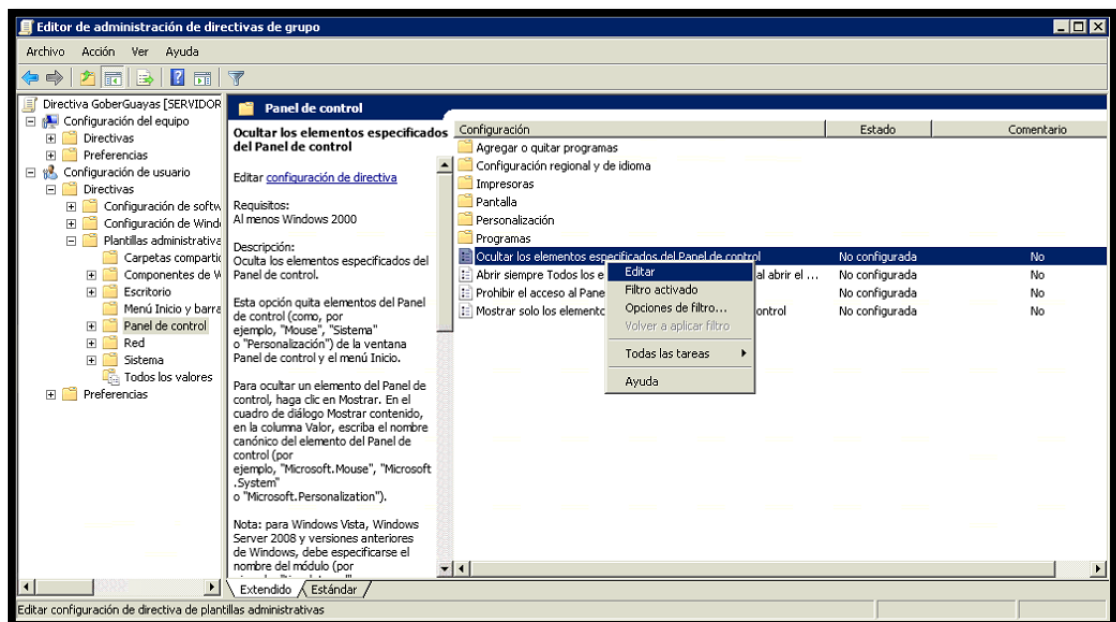 Editor de administración de directivas de grupo
Archivo Acción Ver Ayuda
Directiva GoberGuayas [SERVIDOR
Configuración del equipo
Directivas
Preferencias
Configuración de usuario
Directivas
Configuración de softw
Configuración de Wind
Plantillas administrativa
Carpetas compartic
Componentes de W
Escritorio
Menú Inicio y barra
Panel de control
Red
Sistema
Todos los valores
Preferencias
Panel de control
Ocultar los elementos especificados
del Panel de control
Editar configuración de directiva
Requisitos:
Al menos Windows 2000
Descripción:
Oculta los elementos especificados del
Panel de control.
Esta opción quita elementos del Panel
de control (como, por
ejemplo, "Mouse", "Sistema"
o "Personalización") de la ventana
Panel de control y el menú Inicio.
Para ocultar un elemento del Panel de
control, haga clic en Mostrar. En el
cuadro de diálogo Mostrar contenido,
en la columna Valor, escriba el nombre
canónico del elemento del Panel de
control (por
ejemplo, "Microsoft.Mouse", "Microsoft
.System"
o "Microsoft.Personalization").
Nota: para Windows Vista, Windows
Server 2008 y versiones anteriores
de Windows, debe especificarse el
nombre del módulo (por
Configuración Estado Comentario
Agregar o quitar programas
Configuración regional y de idioma
Impresoras
Pantalla
Personalización
Programas
Ocultar los elementos especificados del Panel de control No configurada No
Abrir siempre Todos los e al abrir el ... No configurada No
Prohibir el acceso al Pane No configurada No
Mostrar solo los elemento ontrol No configurada No
Editar
Filtro activado
Opciones de filtro...
Volver a aplicar filtro
Todas las tareas
Ayuda
Extendido Estándar
Editar configuración de directiva de plantillas administrativas